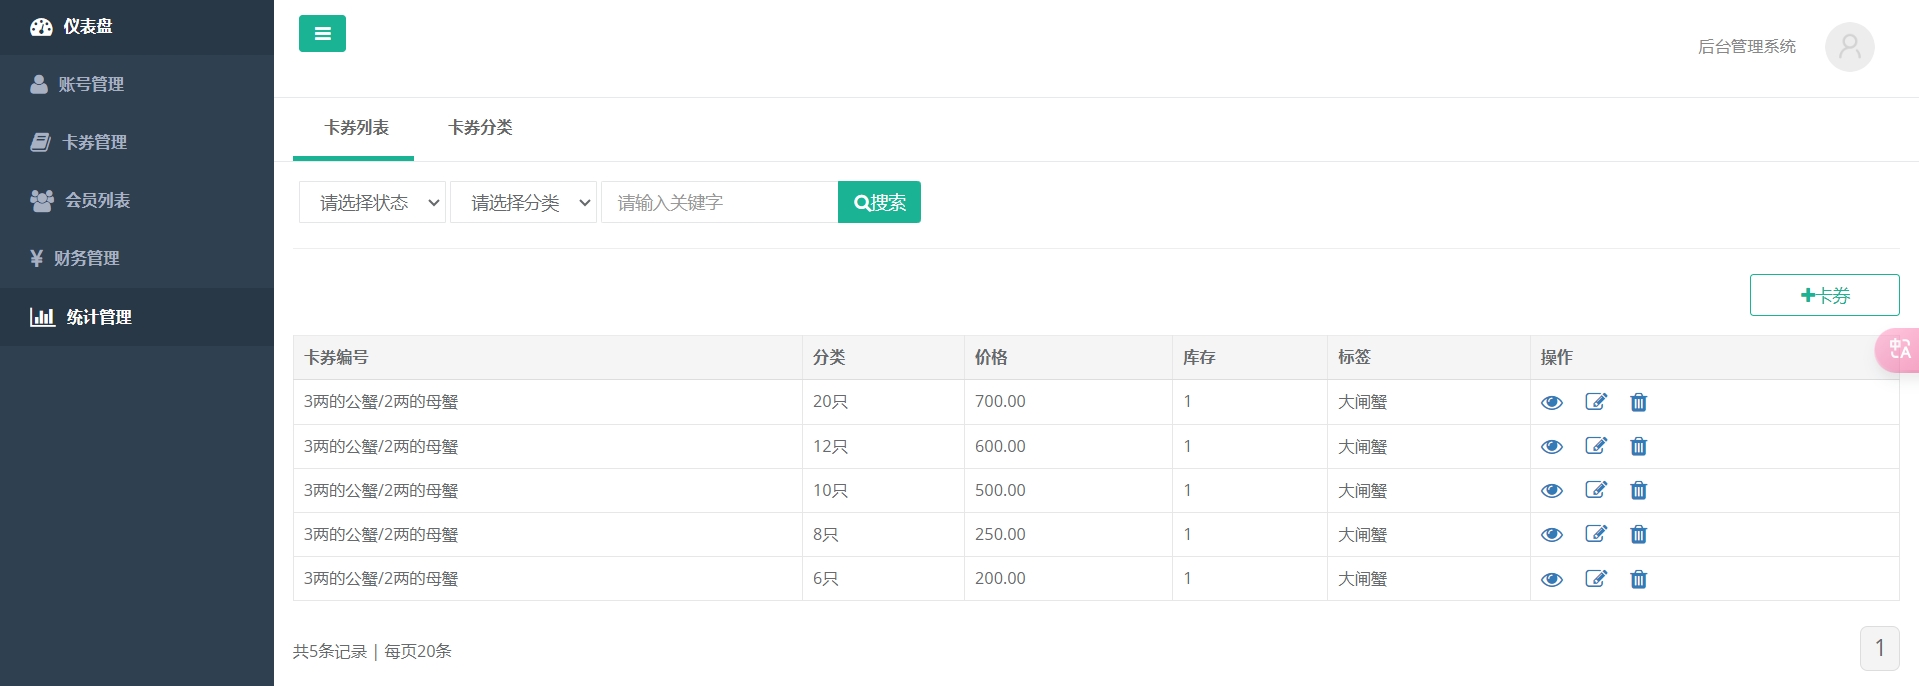 仪表盘
账号管理
卡券管理
会员列表
¥ 财务管理
统计管理
后台管理系统
卡券列表 卡券分类
请选择状态 请选择分类 请输入关键字 搜索
+卡券
卡券编号 分类 价格 库存 标签 操作
3两的公蟹/2两的母蟹 20只 700.00 1 大闸蟹
3两的公蟹/2两的母蟹 12只 600.00 1 大闸蟹
3两的公蟹/2两的母蟹 10只 500.00 1 大闸蟹
3两的公蟹/2两的母蟹 8只 250.00 1 大闸蟹
3两的公蟹/2两的母蟹 6只 200.00 1 大闸蟹
中A
共5条记录 | 每页20条
1